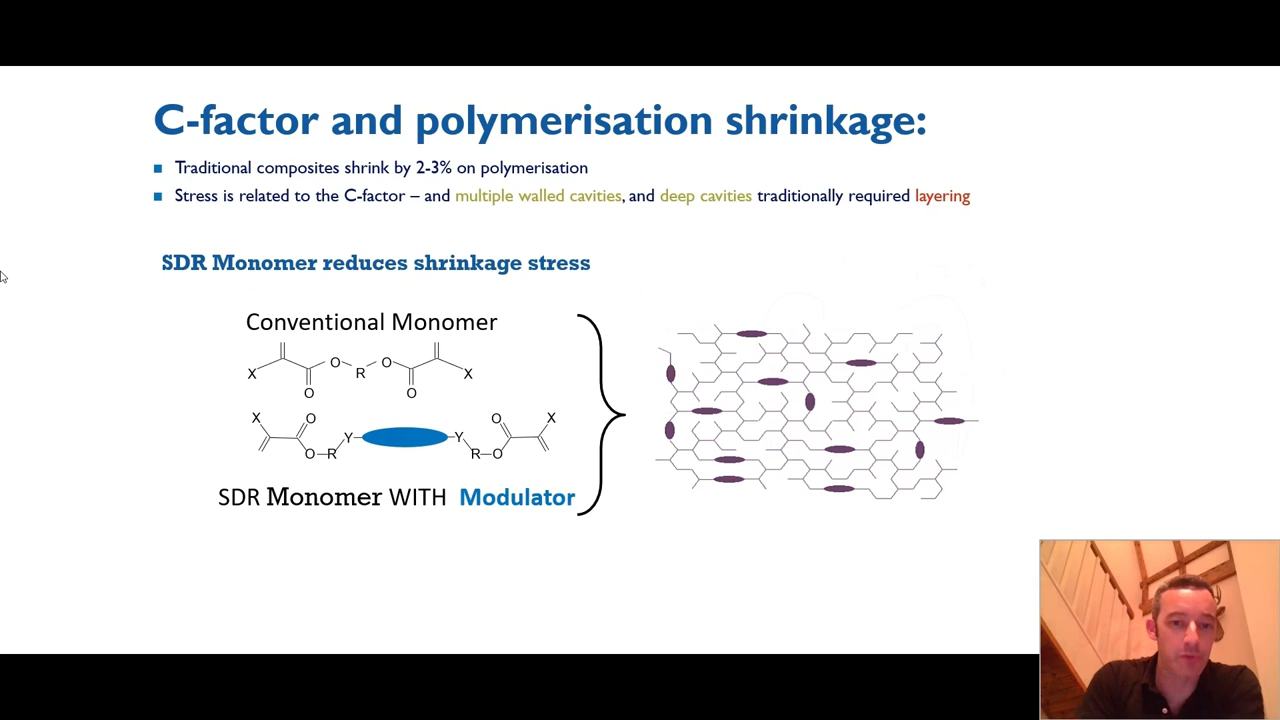 C-factor and polymerisation shrinkage:
Traditional composites shrink by 2-3% on polymerisation
Stress is related to the C-factor – and multiple walled cavities, and deep cavities traditionally required layering
SDR Monomer reduces shrinkage stress
Conventional Monomer
O O
X R X
O O
X O O X
Y Y
O R R O
SDR Monomer WITH Modulator